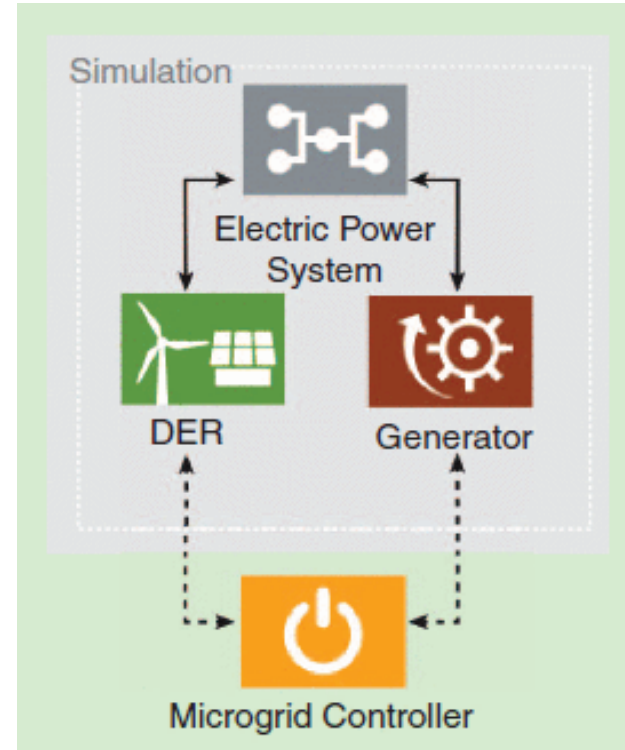 Simulation
Electric Power
System
DER
Generator
Microgrid Controller